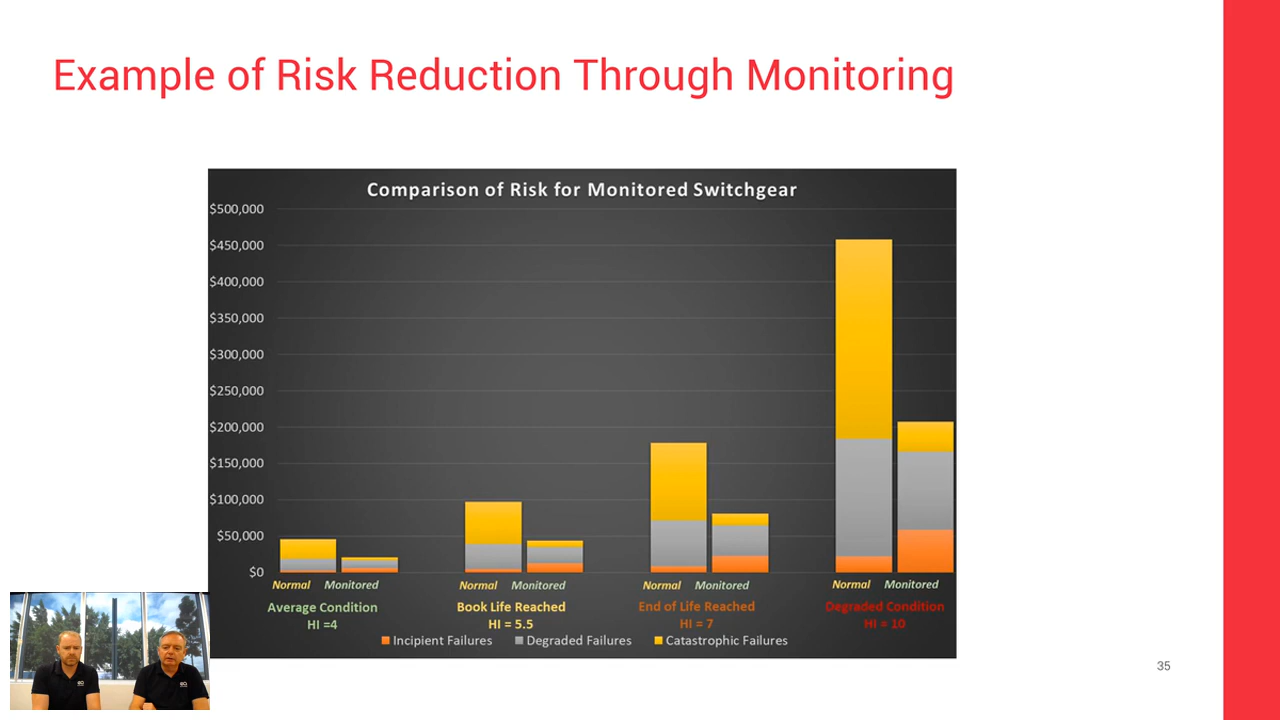 Example of Risk Reduction Through Monitoring
Comparison of Risk for Monitored Switchgear
$500,000
$450,000
$400,000
$350,000
$300,000
$250,000
$200,000
$150,000
$100,000
$50,000
$0
Normal Monitored Normal Monitored Normal Monitored Normal Monitored
Average Condition Book Life Reached End of Life Reached Degraded Condition
HI =4 HI = 5.5 HI = 7 HI = 10
Incipient Failures Degraded Failures Catastrophic Failures
35